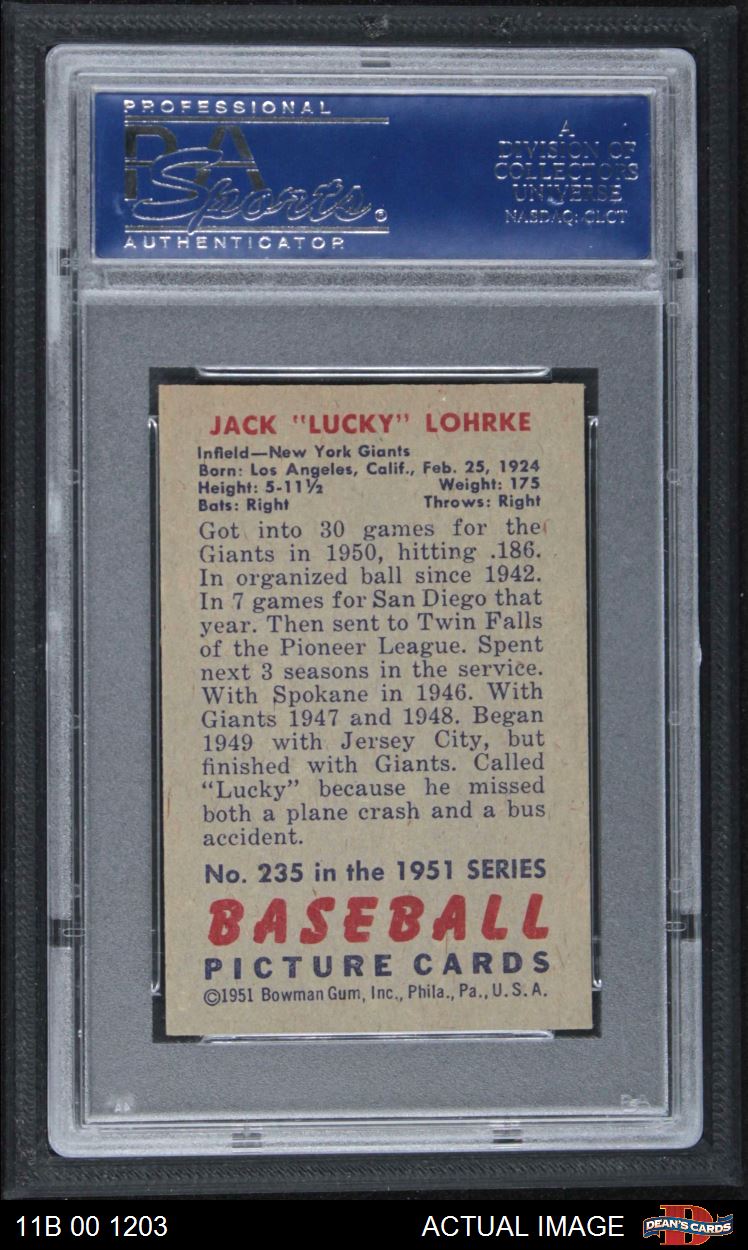 PROFESSIONAL
PSA
Sports®
AUTHENTICATOR
A
DIVISION OF
COLLECTORS
UNIVERSE
NASDAQ: CLCT
JACK "LUCKY" LOHRKE
Infield—New York Giants
Born: Los Angeles, Calif., Feb. 25, 1924
Height: 5-11½ Weight: 175
Bats: Right Throws: Right
Got into 30 games for the
Giants in 1950, hitting .186.
In organized ball since 1942.
In 7 games for San Diego that
year. Then sent to Twin Falls
of the Pioneer League. Spent
next 3 seasons in the service.
With Spokane in 1946. With
Giants 1947 and 1948. Began
1949 with Jersey City, but
finished with Giants. Called
"Lucky" because he missed
both a plane crash and a bus
accident.
No. 235 in the 1951 SERIES
BASEBALL
PICTURE CARDS
©1951 Bowman Gum, Inc., Phila., Pa., U. S. A.
PSA
11B 00 1203
ACTUAL IMAGE
D
DEAN'S CARDS